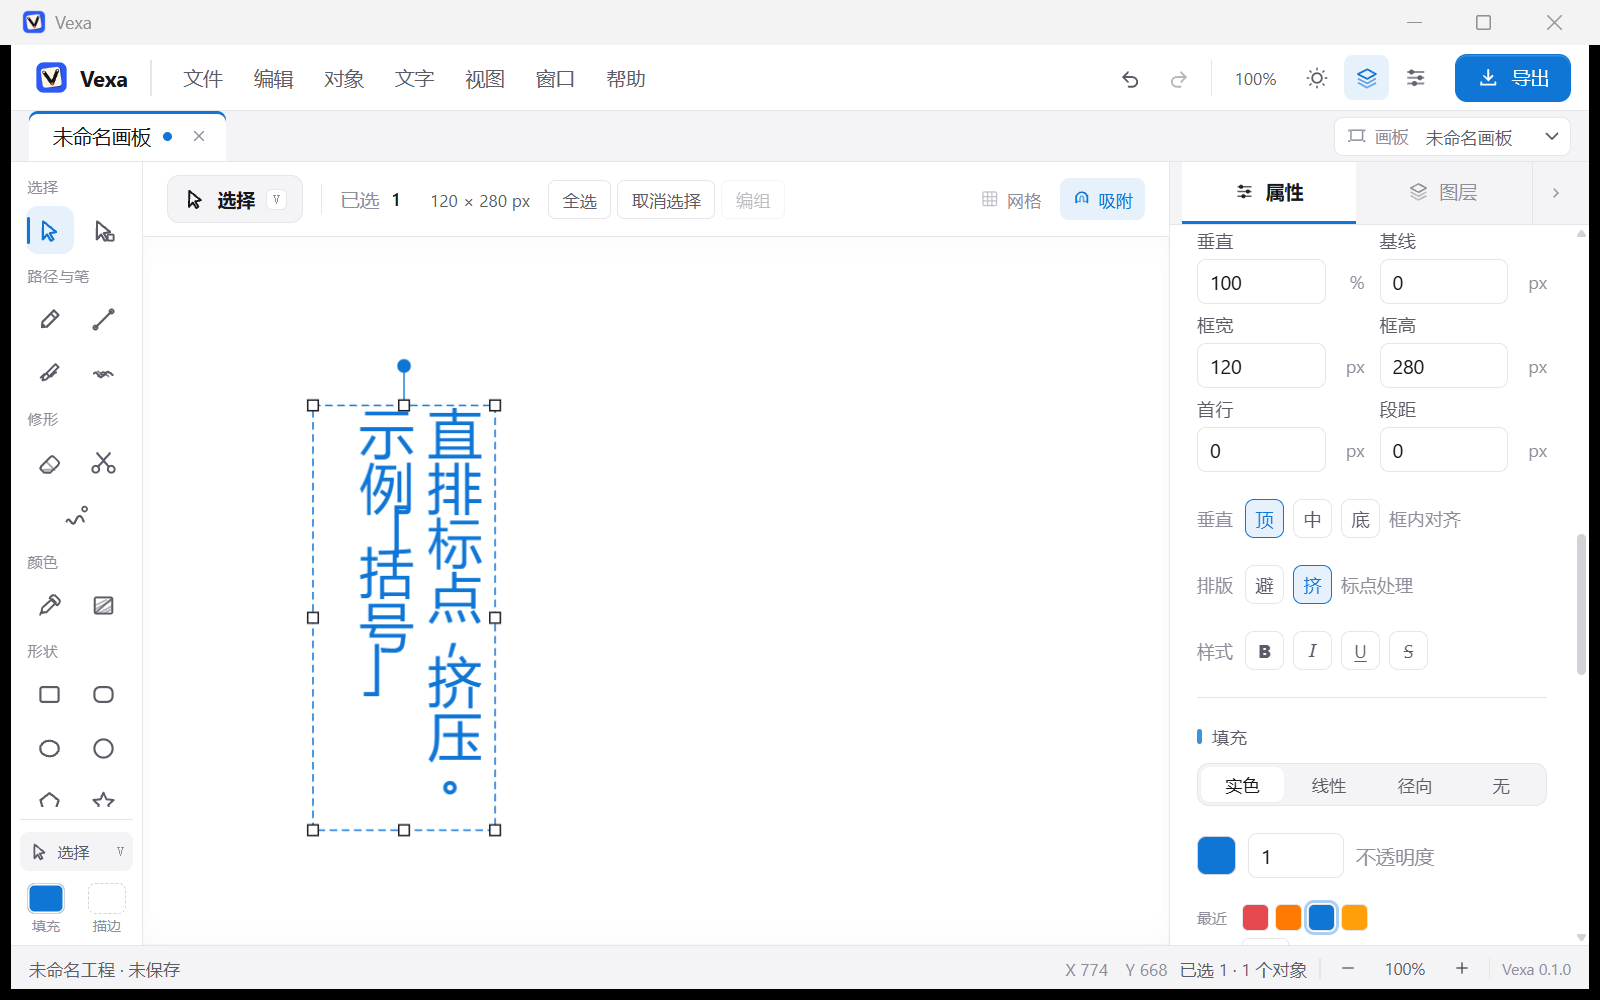 Vexa
Vexa 文件 编辑 对象 文字 视图 窗口 帮助 100% 导出
未命名画板 画板 未命名画板
选择
路径与笔
修形
颜色
形状
选择 V
填充 描边
选择 V 已选 1 120 × 280 px 全选 取消选择 编组 网格 吸附
直排标点,挤压。
示例「括号」
属性 图层
垂直 基线
100 % 0 px
框宽 框高
120 px 280 px
首行 段距
0 px 0 px
垂直 顶 中 底 框内对齐
排版 避 挤 标点处理
样式 B I U S
填充
实色 线性 径向 无
1 不透明度
最近
未命名工程 · 未保存 X 774 Y 668 已选 1 · 1 个对象 100% Vexa 0.1.0